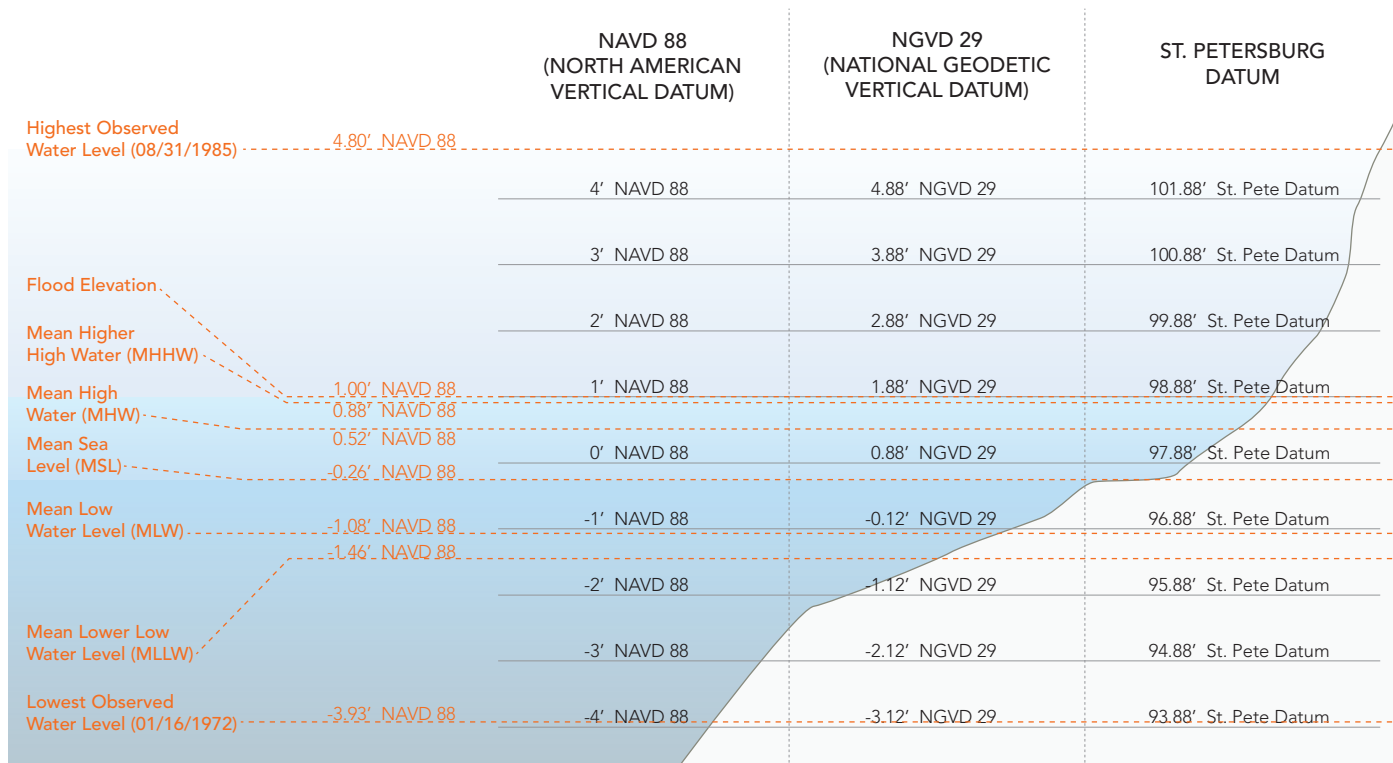 NAVD 88
(NORTH AMERICAN
VERTICAL DATUM)
NGVD 29
(NATIONAL GEODETIC
VERTICAL DATUM)
ST. PETERSBURG
DATUM
Highest Observed
Water Level (08/31/1985)
4.80’ NAVD 88
4’ NAVD 88
4.88’ NGVD 29
101.88’ St. Pete Datum
3’ NAVD 88
3.88’ NGVD 29
100.88’ St. Pete Datum
Flood Elevation
2’ NAVD 88
2.88’ NGVD 29
99.88’ St. Pete Datum
Mean Higher
High Water (MHHW)
1.00’ NAVD 88
1’ NAVD 88
1.88’ NGVD 29
98.88’ St. Pete Datum
Mean High
Water (MHW)
0.88’ NAVD 88
0.52’ NAVD 88
Mean Sea
Level (MSL)
0’ NAVD 88
0.88’ NGVD 29
97.88’ St. Pete Datum
-0.26’ NAVD 88
Mean Low
Water Level (MLW)
-1.08’ NAVD 88
-1’ NAVD 88
-0.12’ NGVD 29
96.88’ St. Pete Datum
-1.46’ NAVD 88
-2’ NAVD 88
-1.12’ NGVD 29
95.88’ St. Pete Datum
Mean Lower Low
Water Level (MLLW)
-3’ NAVD 88
-2.12’ NGVD 29
94.88’ St. Pete Datum
Lowest Observed
Water Level (01/16/1972)
-3.93’ NAVD 88
-4’ NAVD 88
-3.12’ NGVD 29
93.88’ St. Pete Datum